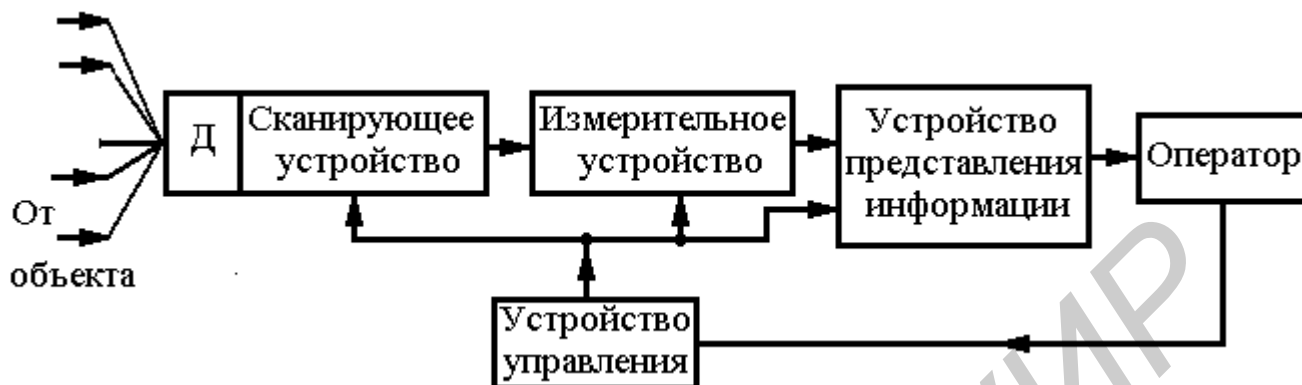 Д
Сканирующее
устройство
Измерительное
устройство
Устройство
представления
информации
Оператор
От
объекта
Устройство
управления